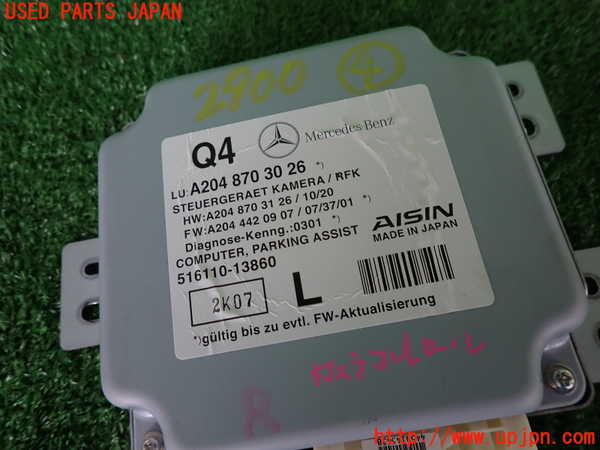 USED PARTS JAPAN
2900 ④
Q4 Mercedes-Benz
LU:A204 870 30 26 *)
STEUERGERAET KAMERA / RFK
HW:A204 870 31 26 / 10/20
FW:A204 442 09 07 / 07/37/01 *)
Diagnose-Kenng.:0301 *)
AISIN
MADE IN JAPAN
COMPUTER, PARKING ASSIST
516110-13860
2K07 L
*)gültig bis zu evtl. FW-Aktualisierung
R
http://www.upjpn.com